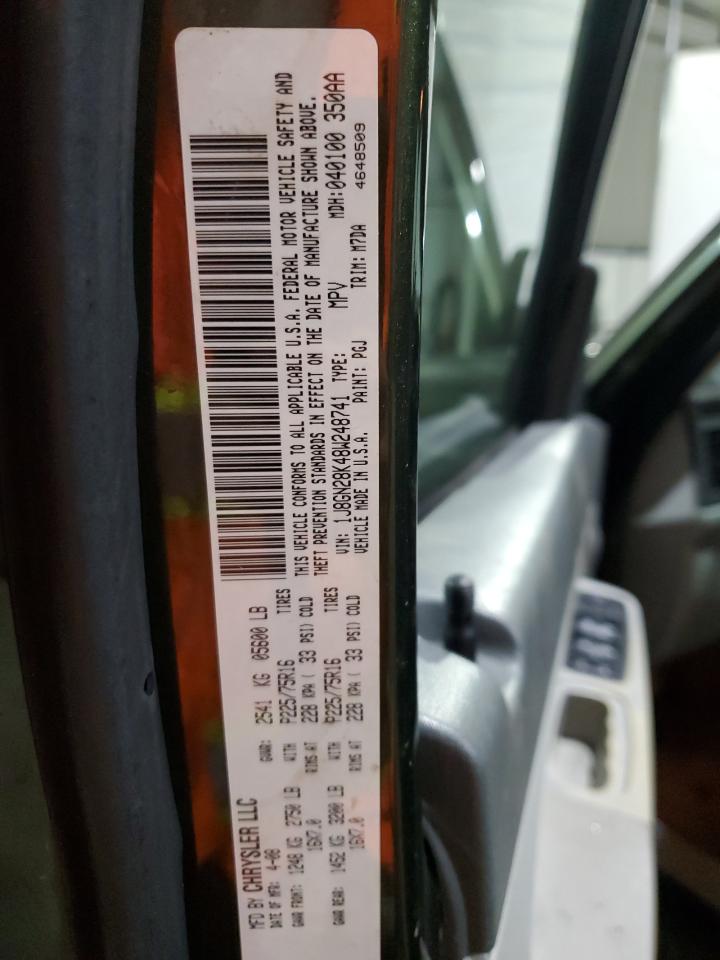 MFD BY CHRYSLER LLC
DATE OF MFR: 4-08 GVWR: 2541 KG 05600 LB
GAWR FRONT: 1248 KG 2750 LB WITH P225/75R16 TIRES
16X7.0 RIMS AT 228 KPA ( 33 PSI) COLD
GAWR REAR: 1452 KG 3200 LB WITH P225/75R16 TIRES
16X7.0 RIMS AT 228 KPA ( 33 PSI) COLD
THIS VEHICLE CONFORMS TO ALL APPLICABLE U.S.A. FEDERAL MOTOR VEHICLE SAFETY AND
THEFT PREVENTION STANDARDS IN EFFECT ON THE DATE OF MANUFACTURE SHOWN ABOVE.
VIN: 1J8GN28K48W248741 TYPE: MPV MDH:040100 350AA
VEHICLE MADE IN U.S.A. PAINT: PGJ TRIM: M7DA 4648509